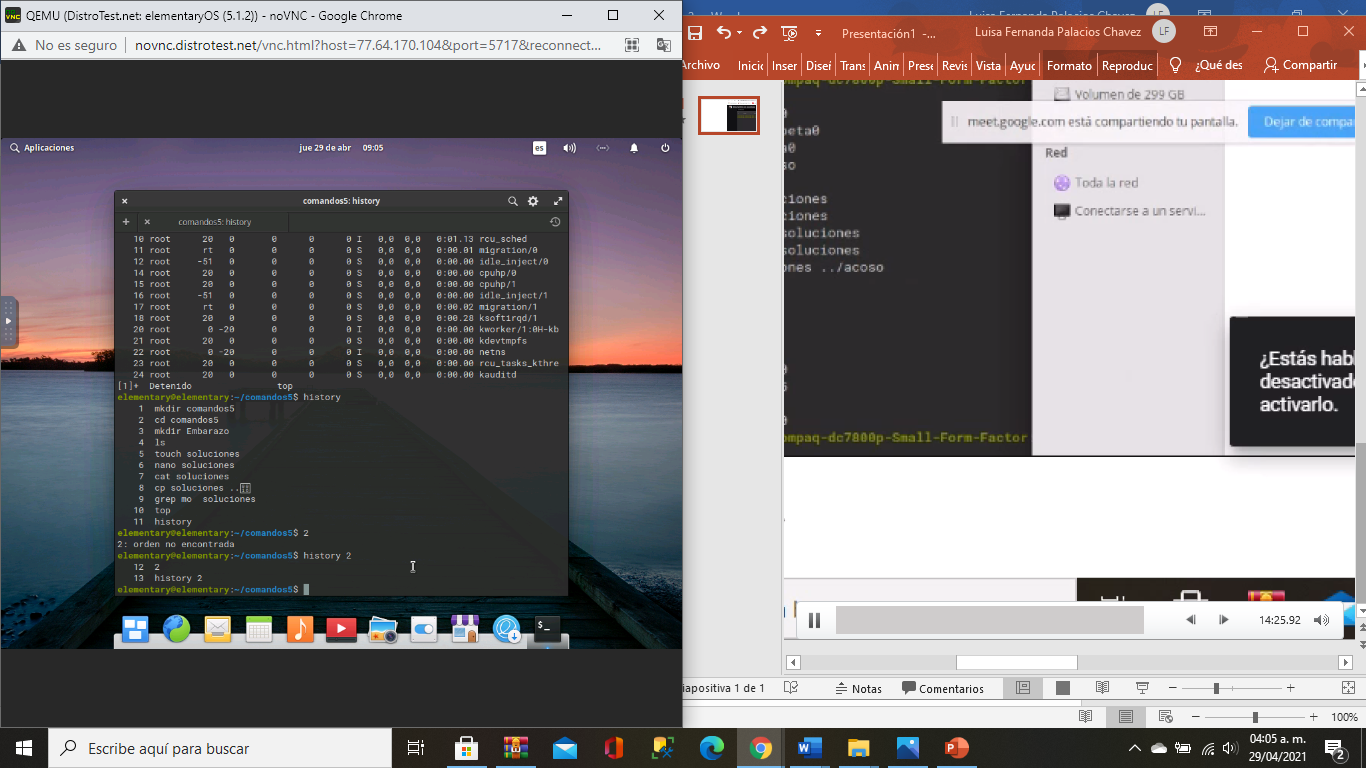 QEMU (DistroTest.net: elementaryOS (5.1.2)) - noVNC - Google Chrome
No es seguro
novnc.distrotest.net/vnc.html?host=77.64.170.104&port=5717&reconnect...
Aplicaciones
jue 29 de abr 09:05
es
comandos5: history
comandos5: history
10 root 20 0 0 0 0 I 0,0 0,0 0:01.13 rcu_sched
11 root rt 0 0 0 0 S 0,0 0,0 0:00.01 migration/0
12 root -51 0 0 0 0 S 0,0 0,0 0:00.00 idle_inject/0
14 root 20 0 0 0 0 S 0,0 0,0 0:00.00 cpuhp/0
15 root 20 0 0 0 0 S 0,0 0,0 0:00.00 cpuhp/1
16 root -51 0 0 0 0 S 0,0 0,0 0:00.00 idle_inject/1
17 root rt 0 0 0 0 S 0,0 0,0 0:00.02 migration/1
18 root 20 0 0 0 0 S 0,0 0,0 0:00.28 ksoftirqd/1
20 root 0 -20 0 0 0 I 0,0 0,0 0:00.00 kworker/1:0H-kb
21 root 20 0 0 0 0 S 0,0 0,0 0:00.00 kdevtmpfs
22 root 0 -20 0 0 0 I 0,0 0,0 0:00.00 netns
23 root 20 0 0 0 0 S 0,0 0,0 0:00.00 rcu_tasks_kthre
24 root 20 0 0 0 0 S 0,0 0,0 0:00.00 kauditd
[1]+ Detenido top
elementary@elementary:~/comandos5$ history
1 mkdir comandos5
2 cd comandos5
3 mkdir Embarazo
4 ls
5 touch soluciones
6 nano soluciones
7 cat soluciones
8 cp soluciones ..
9 grep mo soluciones
10 top
11 history
elementary@elementary:~/comandos5$ 2
2: orden no encontrada
elementary@elementary:~/comandos5$ history 2
12 2
13 history 2
elementary@elementary:~/comandos5$
Luisa Fernanda Palacios Chavez
LF
Presentación1 -...
Luisa Fernanda Palacios Chavez
LF
Archivo
Inicic
Inser
Diseí
Trans
Anin
Prese
Revis
Vista
Ayuc
Formato
Reproduc
¿Qué des
Compartir
ompaq-dc7800p-Small-Form-Factor
Volumen de 299 GB
meet.google.com está compartiendo tu pantalla.
Dejar de compa
Red
Toda la red
Conectarse a un servi...
ciones
ciones
soluciones
soluciones
ones ../acoso
¿Estás habl
desactivado
activarlo.
ompaq-dc7800p-Small-Form-Factor
14:25.92
iapositiva 1 de 1
Notas
Comentarios
100%
Escribe aquí para buscar
04:05 a. m.
29/04/2021
2